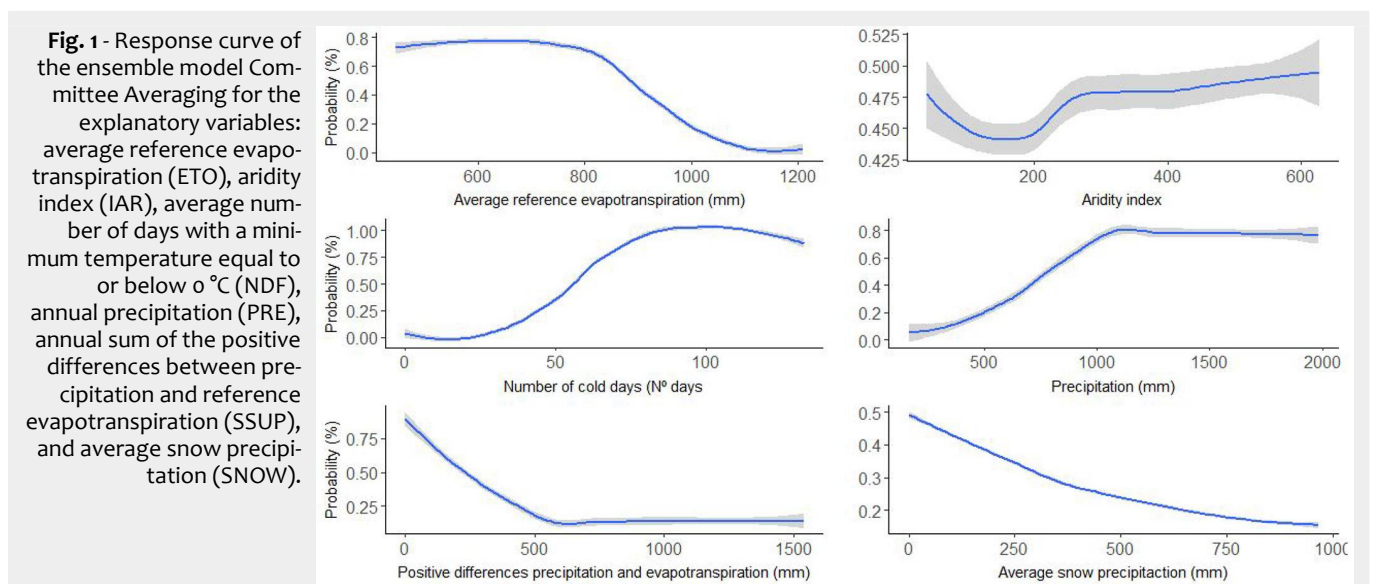 Fig. 1 - Response curve of
the ensemble model Com-
mittee Averaging for the
explanatory variables:
average reference evapo-
transpiration (ETO), aridity
index (IAR), average num-
ber of days with a mini-
mum temperature equal to
or below 0 °C (NDF),
annual precipitation (PRE),
annual sum of the positive
differences between pre-
cipitation and reference
evapotranspiration (SSUP),
and average snow precipi-
tation (SNOW).
Probability (%)
0.8
0.6
0.4
0.2
0.0
600 800 1000 1200
Average reference evapotranspiration (mm)
0.525
0.500
0.475
0.450
0.425
200 400 600
Aridity index
Probability (%)
1.00
0.75
0.50
0.25
0.00
0 50 100
Number of cold days (Nº days
0.8
0.6
0.4
0.2
0.0
500 1000 1500 2000
Precipitation (mm)
Probability (%)
0.75
0.50
0.25
0 500 1000 1500
Positive differences precipitation and evapotranspiration (mm)
0.5
0.4
0.3
0.2
0 250 500 750 1000
Average snow precipitaction (mm)